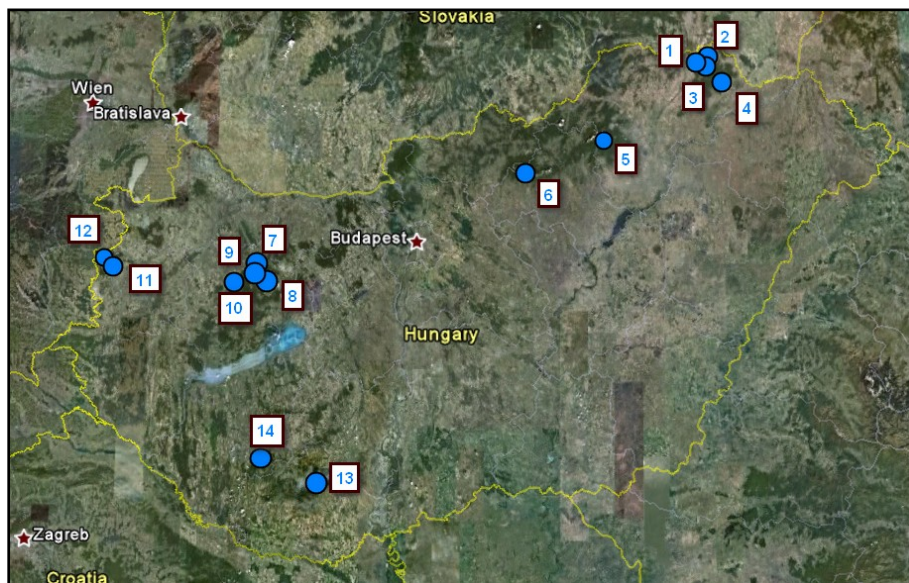 Slovakia
1
2
Wien
Bratislava
3
4
5
6
12
9
7
Budapest
11
10
8
Hungary
14
13
Zagreb
Croatia